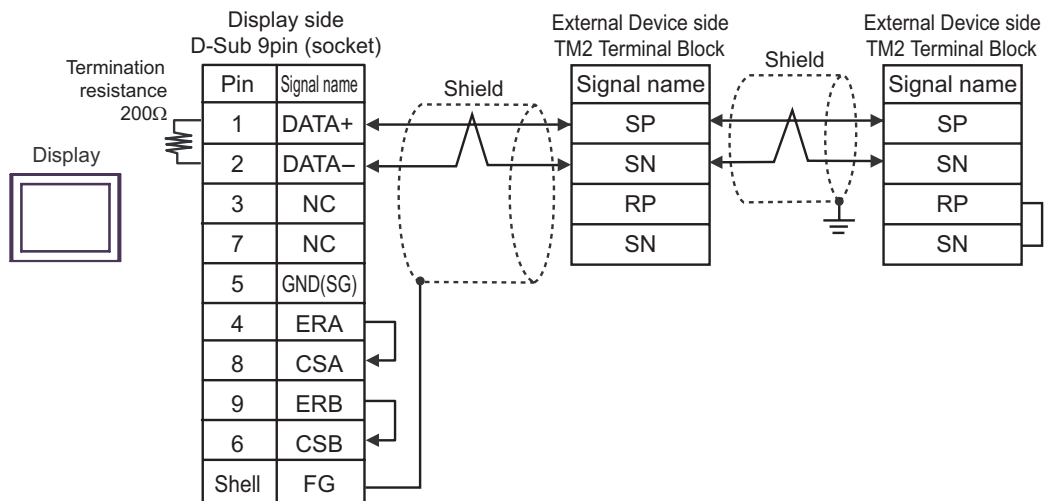 Display side
D-Sub 9pin (socket)
External Device side
TM2 Terminal Block
External Device side
TM2 Terminal Block
Termination
resistance
200Ω
Display
Pin Signal name
1 DATA+
2 DATA–
3 NC
7 NC
5 GND(SG)
4 ERA
8 CSA
9 ERB
6 CSB
Shell FG
Shield
Signal name
SP
SN
RP
SN
Shield
Signal name
SP
SN
RP
SN